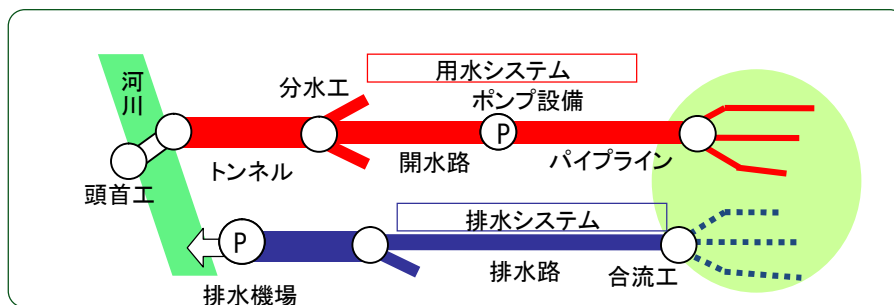 河川
分水工
用水システム
ポンプ設備
P
頭首工
トンネル
開水路
パイプライン
排水システム
P
排水機場
排水路
合流工